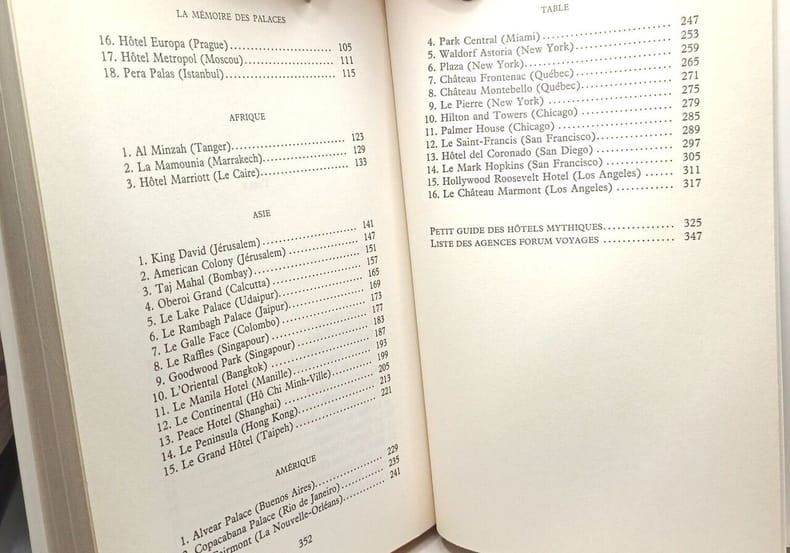 LA MÉMOIRE DES PALACES
16. Hôtel Europa (Prague) 105
17. Hôtel Metropol (Moscou) 111
18. Pera Palas (Istanbul) 115
AFRIQUE
1. Al Minzah (Tanger) 123
2. La Mamounia (Marrakech) 129
3. Hôtel Marriott (Le Caire) 133
ASIE
1. King David (Jérusalem) 141
2. American Colony (Jérusalem) 147
3. Taj Mahal (Bombay) 151
4. Oberoi Grand (Calcutta) 157
5. Le Lake Palace (Udaipur) 165
6. Le Rambagh Palace (Jaipur) 169
7. Le Galle Face (Colombo) 173
8. Le Raffles (Singapour) 177
9. Goodwood Park (Singapour) 183
10. L'Oriental (Bangkok) 187
11. Le Manila Hotel (Manille) 193
12. Le Continental (Hô Chi Minh-Ville) 199
13. Peace Hotel (Shanghai) 205
14. Le Peninsula (Hong Kong) 213
15. Le Grand Hôtel (Taipeh) 221
AMÉRIQUE
1. Alvear Palace (Buenos Aires) 229
Copacabana Palace (Rio de Janeiro) 235
(La Nouvelle-Orléans) 241
352
TABLE
4. Park Central (Miami) 247
5. Waldorf Astoria (New York) 253
6. Plaza (New York) 259
7. Château Frontenac (Québec) 265
8. Château Montebello (Québec) 271
9. Le Pierre (New York) 275
10. Hilton and Towers (Chicago) 279
11. Palmer House (Chicago) 285
12. Le Saint-Francis (San Francisco) 289
13. Hôtel del Coronado (San Diego) 297
14. Le Mark Hopkins (San Francisco) 305
15. Hollywood Roosevelt Hotel (Los Angeles) 311
16. Le Château Marmont (Los Angeles) 317
PETIT GUIDE DES HÔTELS MYTHIQUES 325
LISTE DES AGENCES FORUM VOYAGES 347